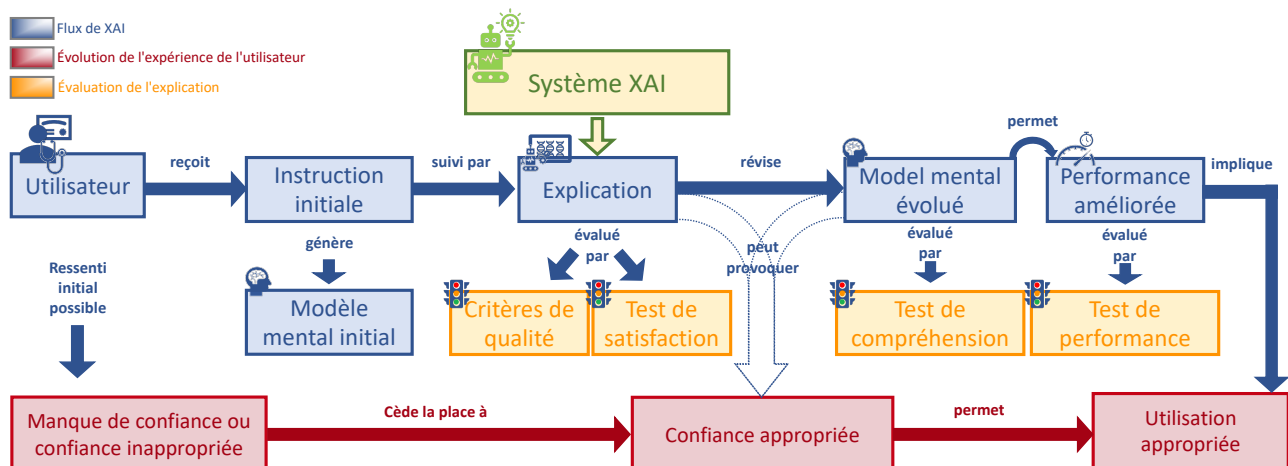 Flux de XAI
Évolution de l'expérience de l'utilisateur
Évaluation de l'explication
Système XAI
permet
reçoit
suivi par
révise
implique
Utilisateur
Instruction
initiale
Explication
Model mental
évolué
Performance
améliorée
Ressenti
initial
possible
génère
évalué
par
peut
provoquer
évalué
par
évalué
par
Modèle
mental initial
Critères de
qualité
Test de
satisfaction
Test de
compréhension
Test de
performance
Manque de confiance ou
confiance inappropriée
Cède la place à
Confiance appropriée
permet
Utilisation
appropriée